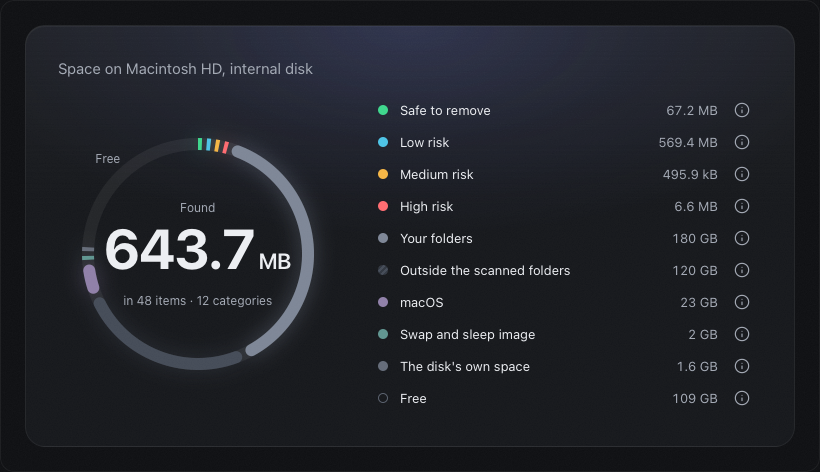 Space on Macintosh HD, internal disk
Free
Found
643.7 MB
in 48 items · 12 categories
Safe to remove 67.2 MB
Low risk 569.4 MB
Medium risk 495.9 kB
High risk 6.6 MB
Your folders 180 GB
Outside the scanned folders 120 GB
macOS 23 GB
Swap and sleep image 2 GB
The disk's own space 1.6 GB
Free 109 GB